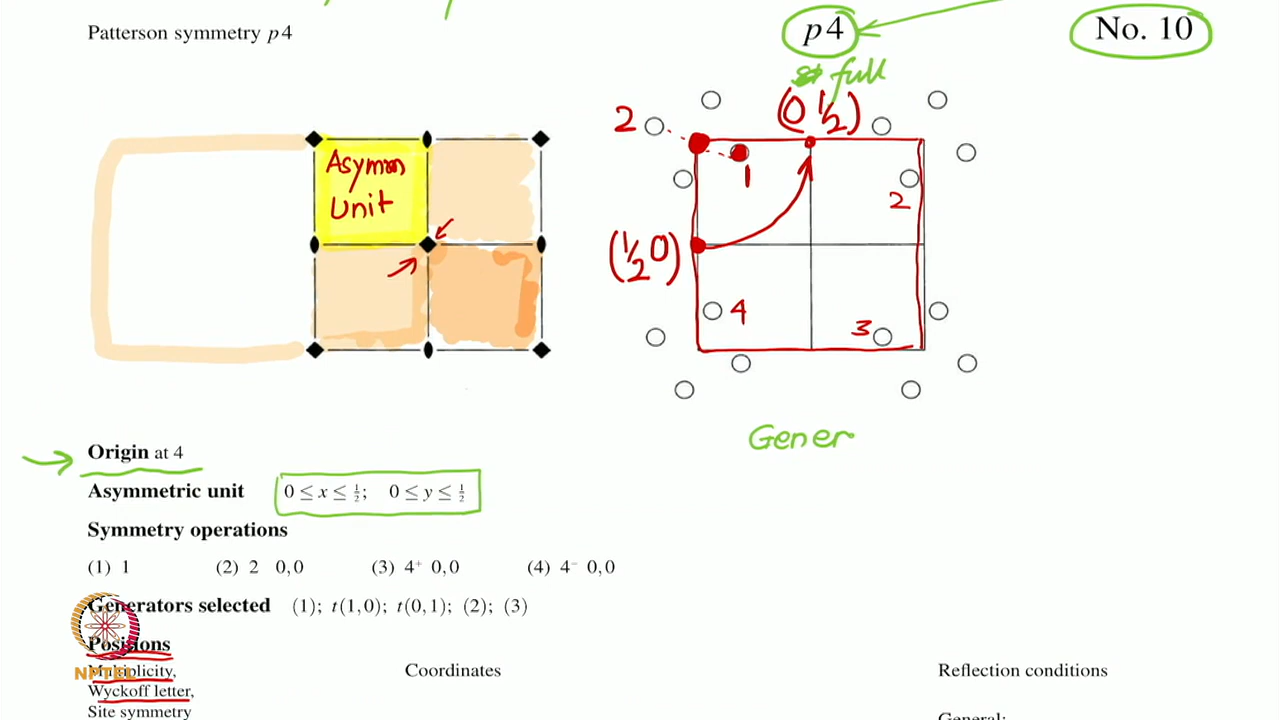 Patterson symmetry p4
p4
No. 10
full
(0 ½)
2
1
2
Asymm
Unit
(½ 0)
4
3
Gener
Origin at 4
Asymmetric unit 0 ≤ x ≤ ½; 0 ≤ y ≤ ½
Symmetry operations
(1) 1 (2) 2 0,0 (3) 4⁺ 0,0 (4) 4⁻ 0,0
Generators selected (1); t(1,0); t(0,1); (2); (3)
Positions
Multiplicity,
Coordinates
Reflection conditions
NPTEL
Wyckoff letter,
Site symmetry
General: